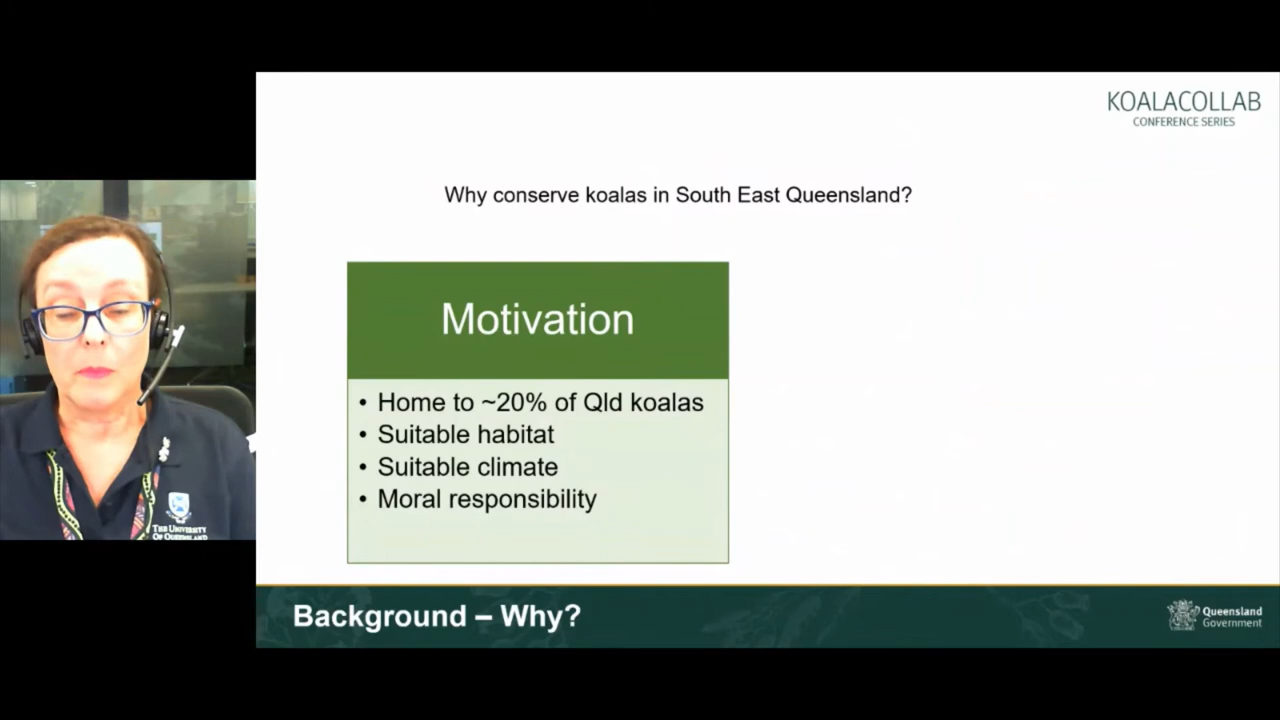 KOALACOLLAB
CONFERENCE SERIES
Why conserve koalas in South East Queensland?
Motivation
• Home to ~20% of Qld koalas
• Suitable habitat
• Suitable climate
• Moral responsibility
THE UNIVERSITY
OF QUEENSLAND
Background – Why?
Queensland
Government